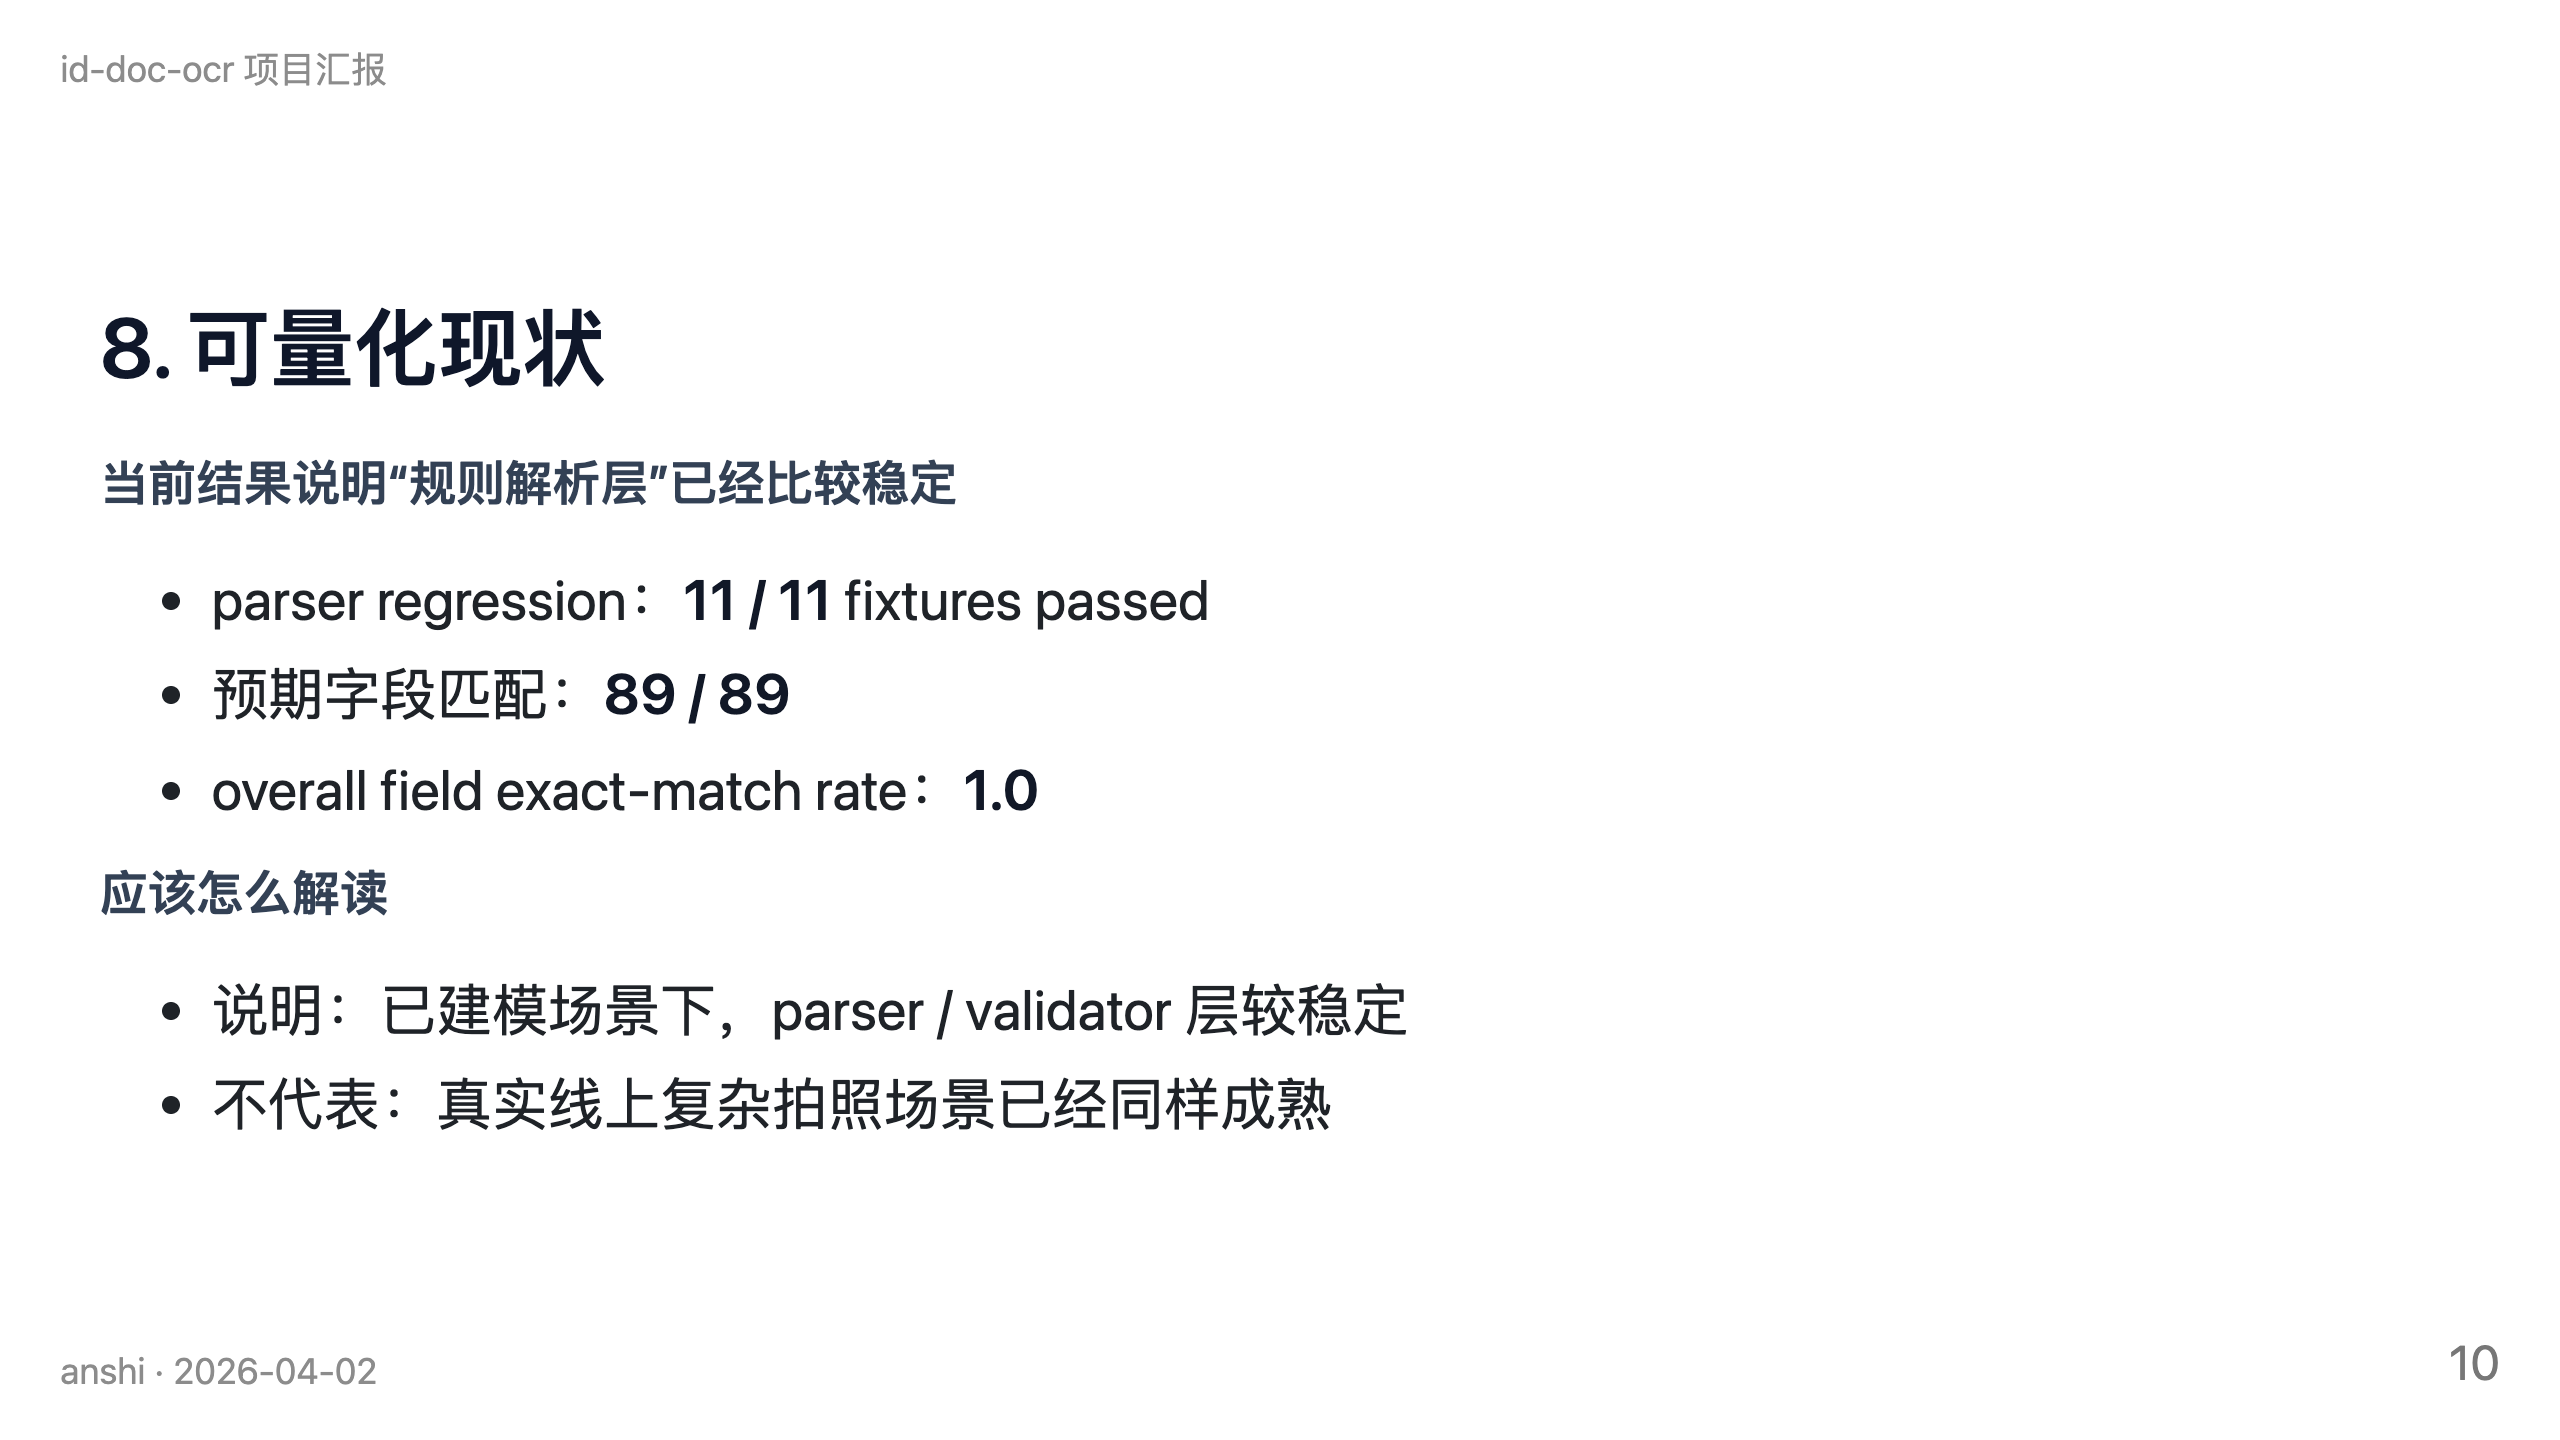 id-doc-ocr 项目汇报
8. 可量化现状
当前结果说明“规则解析层”已经比较稳定
• parser regression：11 / 11 fixtures passed
• 预期字段匹配：89 / 89
• overall field exact-match rate：1.0
应该怎么解读
• 说明：已建模场景下，parser / validator 层较稳定
• 不代表：真实线上复杂拍照场景已经同样成熟
anshi · 2026-04-02
10